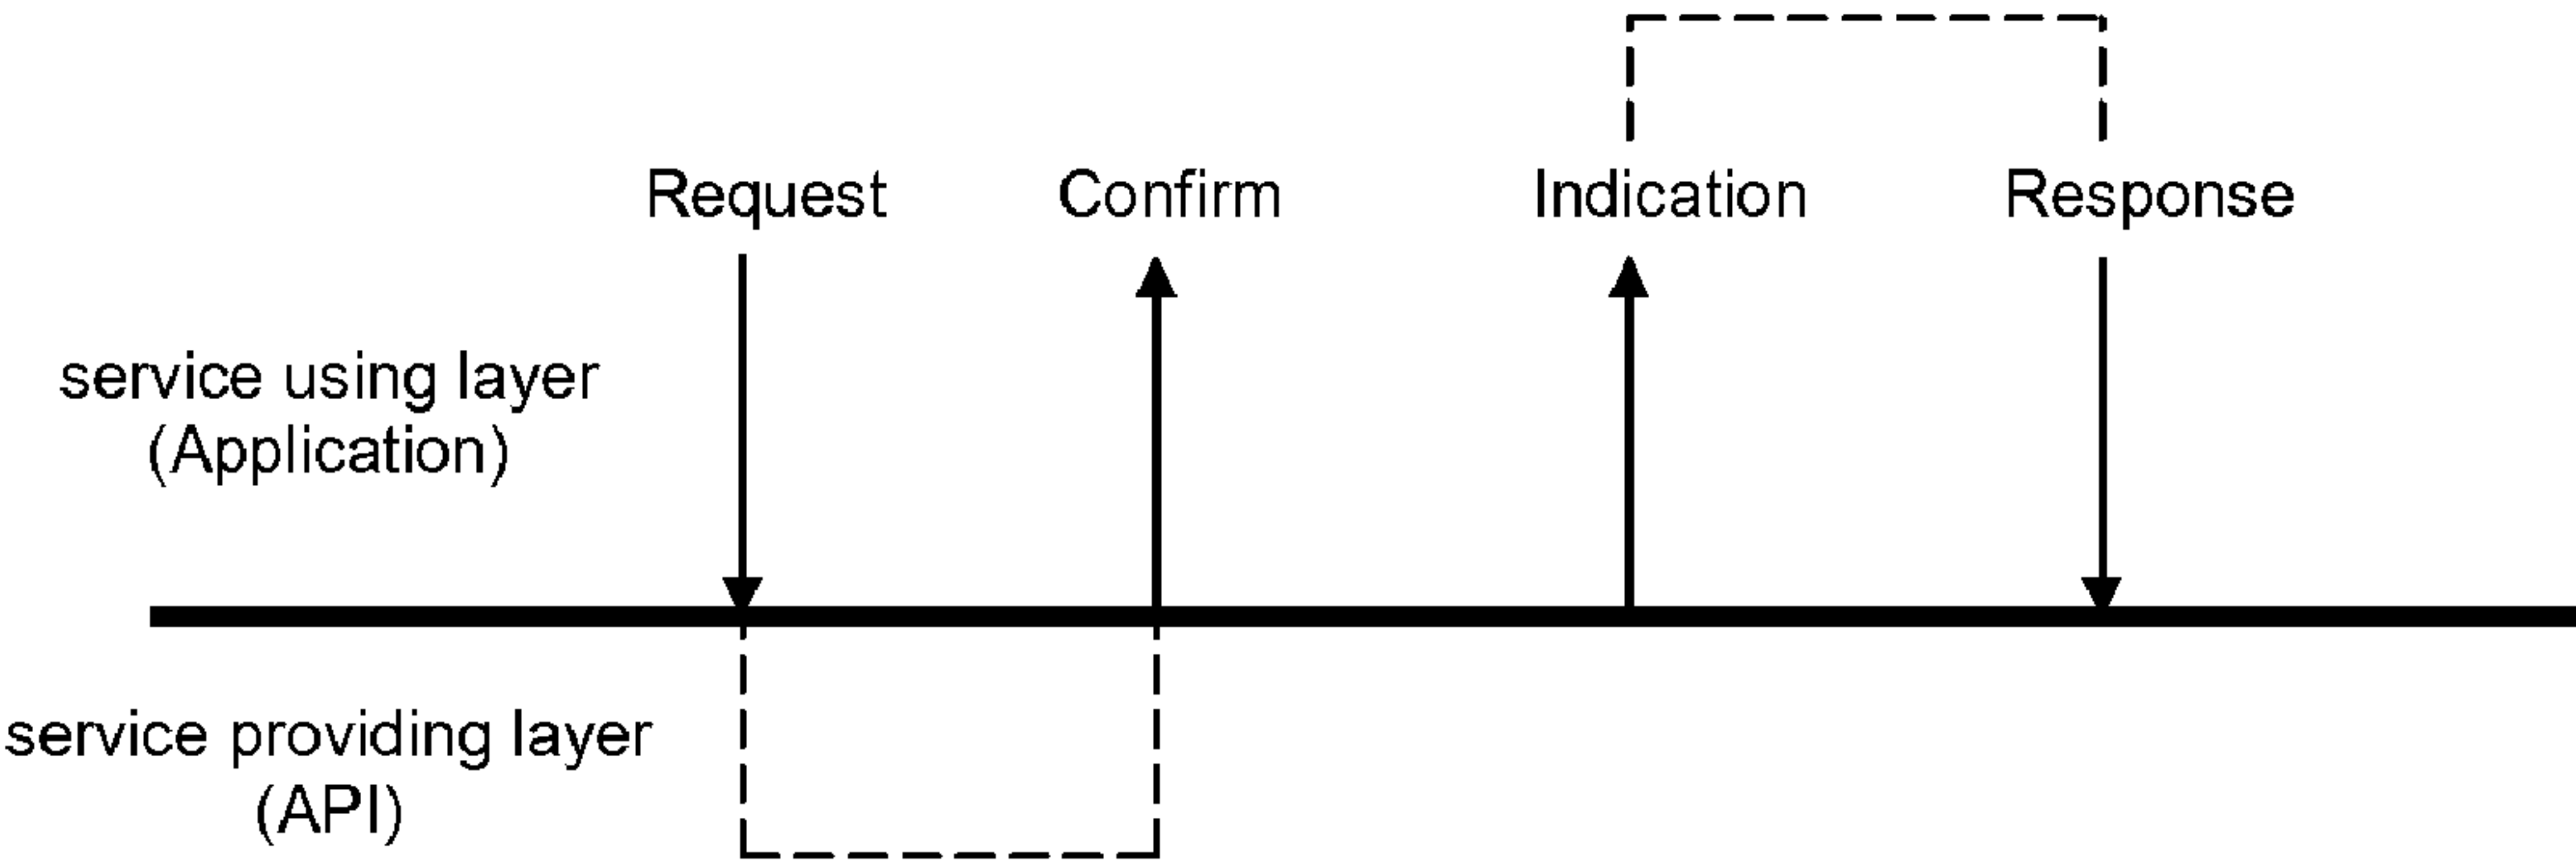 Request
Confirm
Indication
Response
service using layer
(Application)
service providing layer
(API)